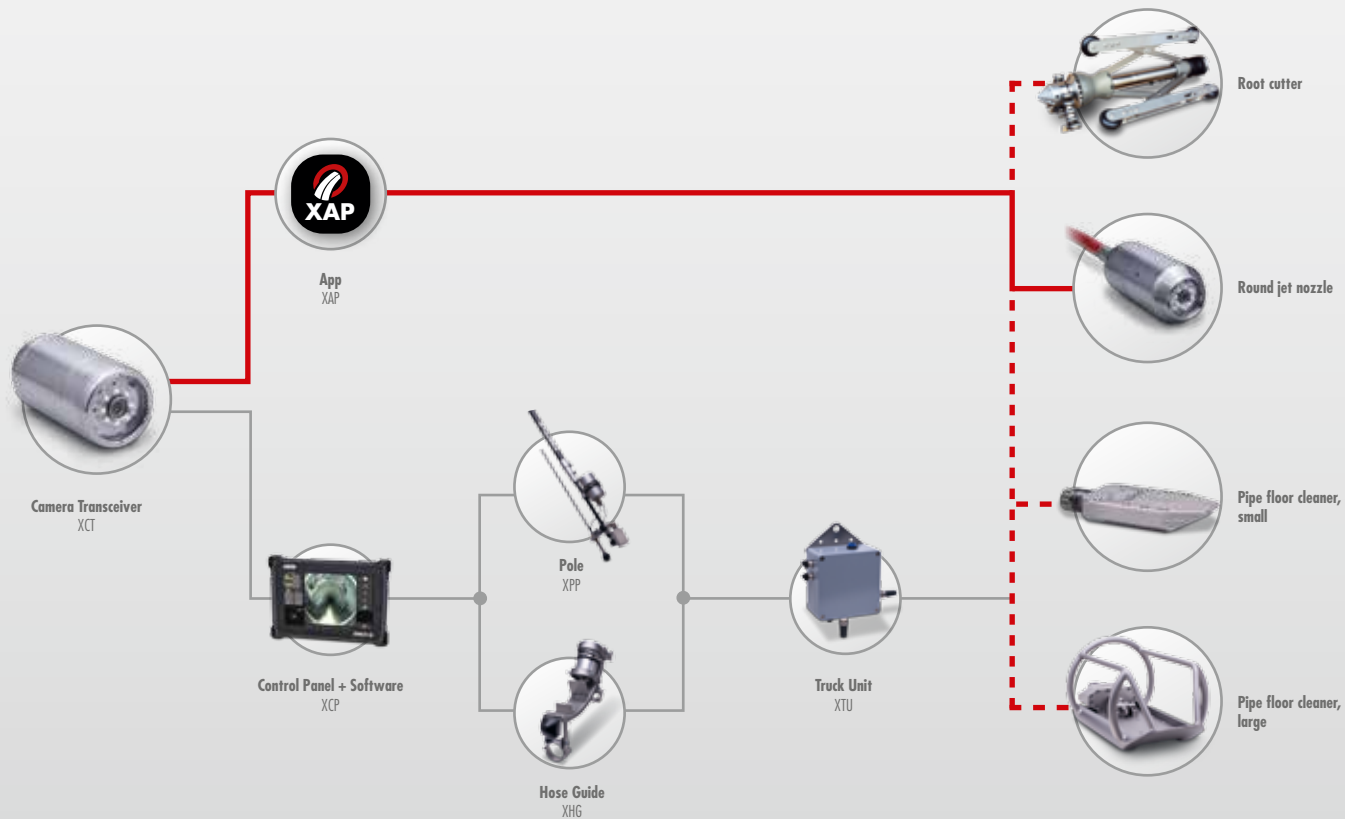 Root cutter
XAP
App
XAP
Round jet nozzle
Camera Transceiver
XCT
Pipe floor cleaner,
small
Pole
XPP
Control Panel + Software
XCP
Truck Unit
XTU
Pipe floor cleaner,
large
Hose Guide
XHG